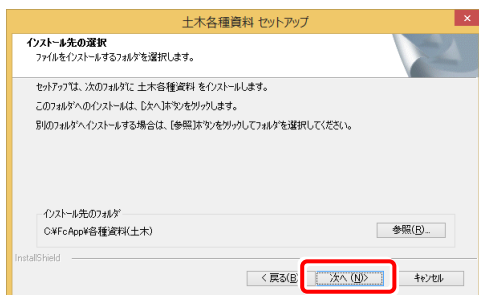 土木各種資料 セットアップ
インストール先の選択
ファイルをインストールするフォルダを選択します。
セットアップは、次のフォルダに 土木各種資料 をインストールします。
このフォルダへのインストールは、[次へ]ボタンをクリックします。
別のフォルダへインストールする場合は、[参照]ボタンをクリックしてフォルダを選択してください。
インストール先のフォルダ
C:¥FcApp¥各種資料(土木)
参照(R)...
InstallShield
< 戻る(B)
次へ (N)>
キャンセル